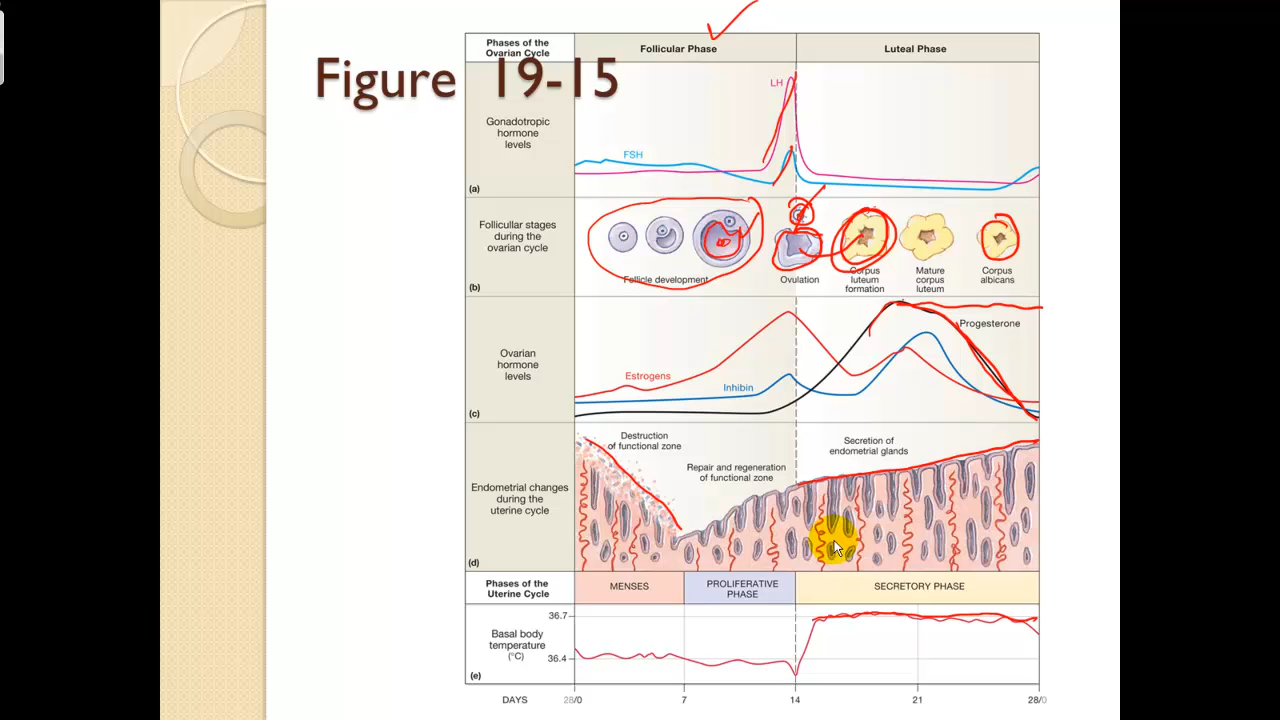 Figure 19-15
Phases of the
Ovarian Cycle
Follicular Phase
Luteal Phase
Gonadotropic
hormone
levels
(a)
LH
FSH
Follicular stages
during the
ovarian cycle
(b)
Follicle development
Ovulation
Corpus
luteum
formation
Mature
corpus
luteum
Corpus
albicans
Ovarian
hormone
levels
(c)
Estrogens
Inhibin
Progesterone
Endometrial changes
during the
uterine cycle
(d)
Destruction
of functional zone
Repair and regeneration
of functional zone
Secretion of
endometrial glands
Phases of the
Uterine Cycle
MENSES
PROLIFERATIVE
PHASE
SECRETORY PHASE
Basal body
temperature
(°C)
(e)
36.7
36.4
DAYS
28/0
7
14
21
28/0